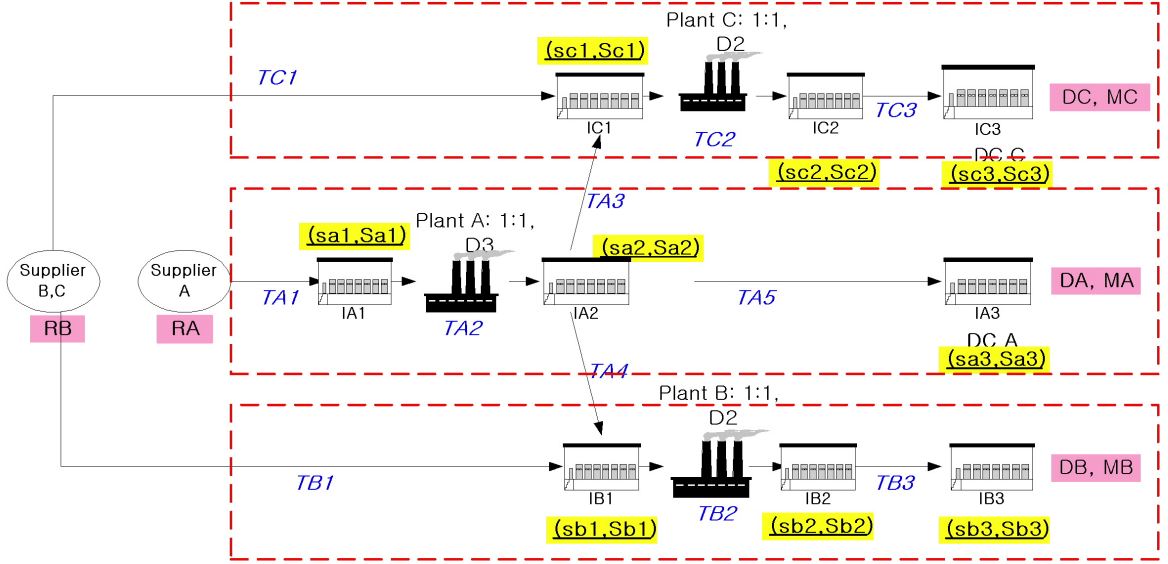 Plant C: 1:1,
D2
(sc1,Sc1)
TC1
IC1
TC2
IC2
TC3
IC3
DC, MC
DC C
(sc2,Sc2)
(sc3,Sc3)
TA3
Plant A: 1:1,
D3
(sa1,Sa1)
(sa2,Sa2)
Supplier
B,C
Supplier
A
RB
RA
TA1
IA1
TA2
IA2
TA5
IA3
DA, MA
DC A
(sa3,Sa3)
TA4
Plant B: 1:1,
D2
TB1
IB1
TB2
IB2
TB3
IB3
DB, MB
(sb1,Sb1)
(sb2,Sb2)
(sb3,Sb3)